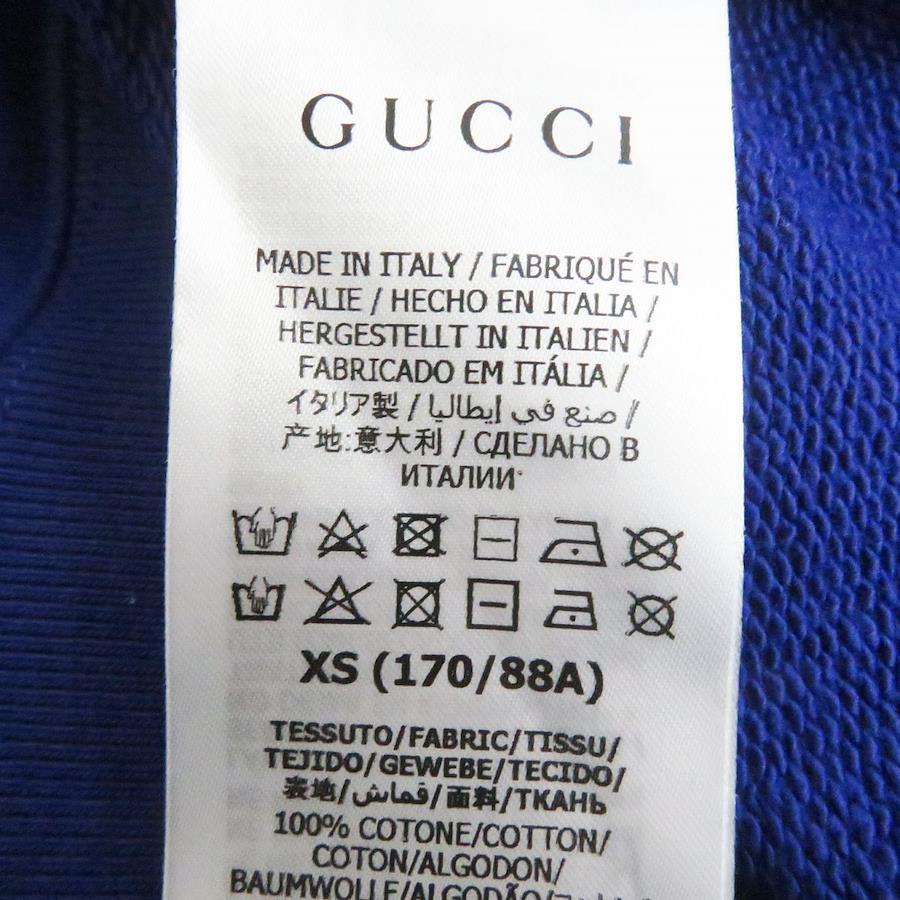 GUCCI
MADE IN ITALY / FABRIQUÉ EN
ITALIE / HECHO EN ITALIA /
HERGESTELLT IN ITALIEN /
FABRICADO EM ITÁLIA /
イタリア製 / صنع في إيطاليا /
产地:意大利 / СДЕЛАНО В
ИТАЛИИ
XS (170/88A)
TESSUTO/FABRIC/TISSU/
TEJIDO/GEWEBE/TECIDO/
表地/قماش/面料/ТКАНЬ
100% COTONE/COTTON/
COTON/ALGODON/
BAUMWOLLE/ALGODÃO/